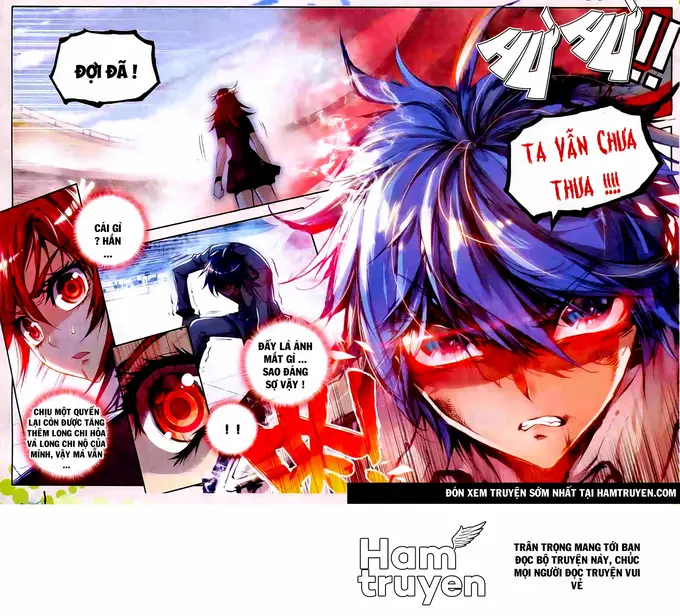 ĐỢI ĐÃ !
HỪ HỪ !!
TA VẪN CHƯA
THUA !!!!
CÁI GÌ
? HẮN
...
ĐẤY LÀ ÁNH
MẮT GÌ ...
SAO ĐÁNG
SỢ VẬY !
! !
CHỊU MỘT QUYỀN
LẠI CÒN ĐƯỢC TĂNG
THÊM LONG CHI HỎA
VÀ LONG CHI NỘ CỦA
MÌNH, VẬY MÀ VẪN
...
ĐÓN XEM TRUYỆN SỚM NHẤT TẠI HAMTRUYEN.COM
Ham
truyen
TRÂN TRỌNG MANG TỚI BẠN
ĐỌC BỘ TRUYỆN NÀY, CHÚC
MỌI NGƯỜI ĐỌC TRUYỆN VUI
VẺ